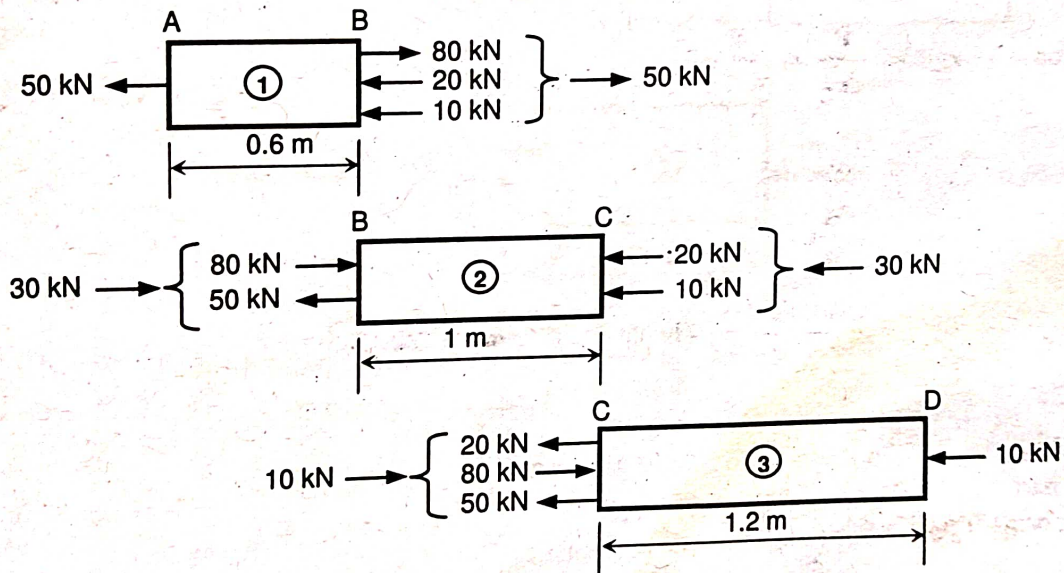 A B
80 kN
50 kN ① 20 kN 50 kN
10 kN
0.6 m
B C
80 kN 20 kN
30 kN ② 30 kN
50 kN 10 kN
1 m
C D
20 kN
10 kN 80 kN ③ 10 kN
50 kN
1.2 m